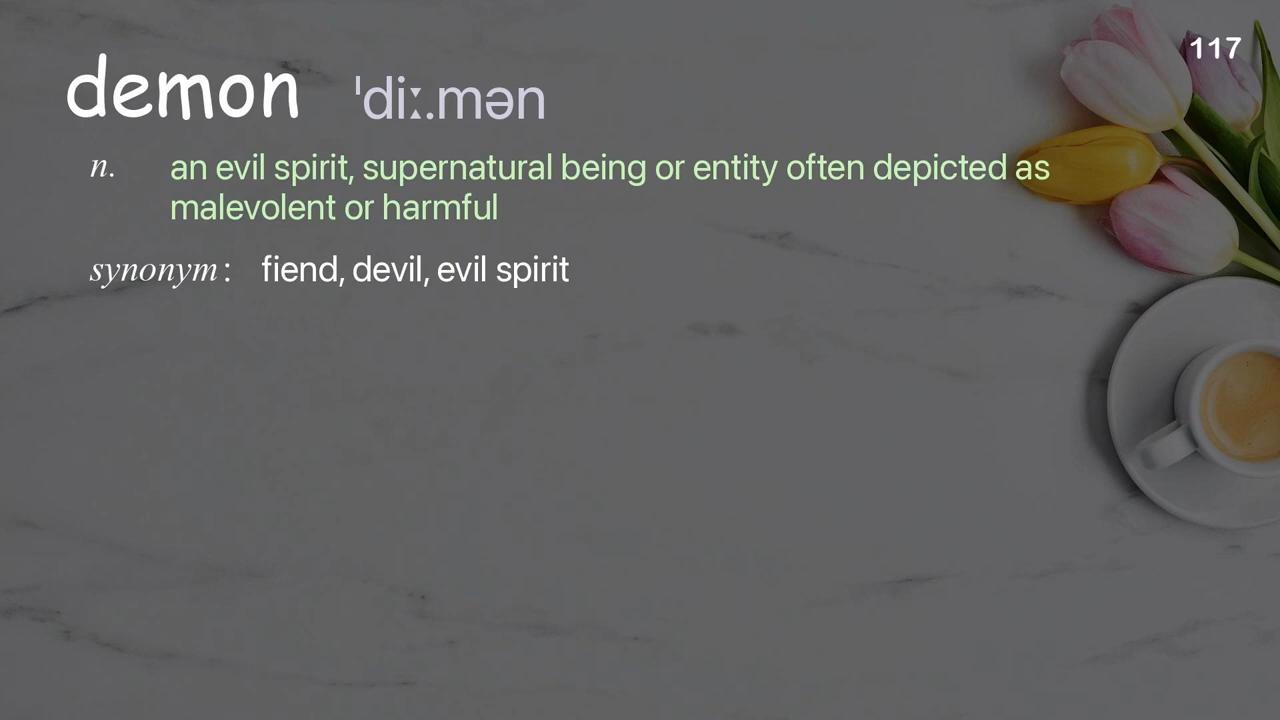 117
demon ˈdiː.mən
n. an evil spirit, supernatural being or entity often depicted as
malevolent or harmful
synonym: fiend, devil, evil spirit